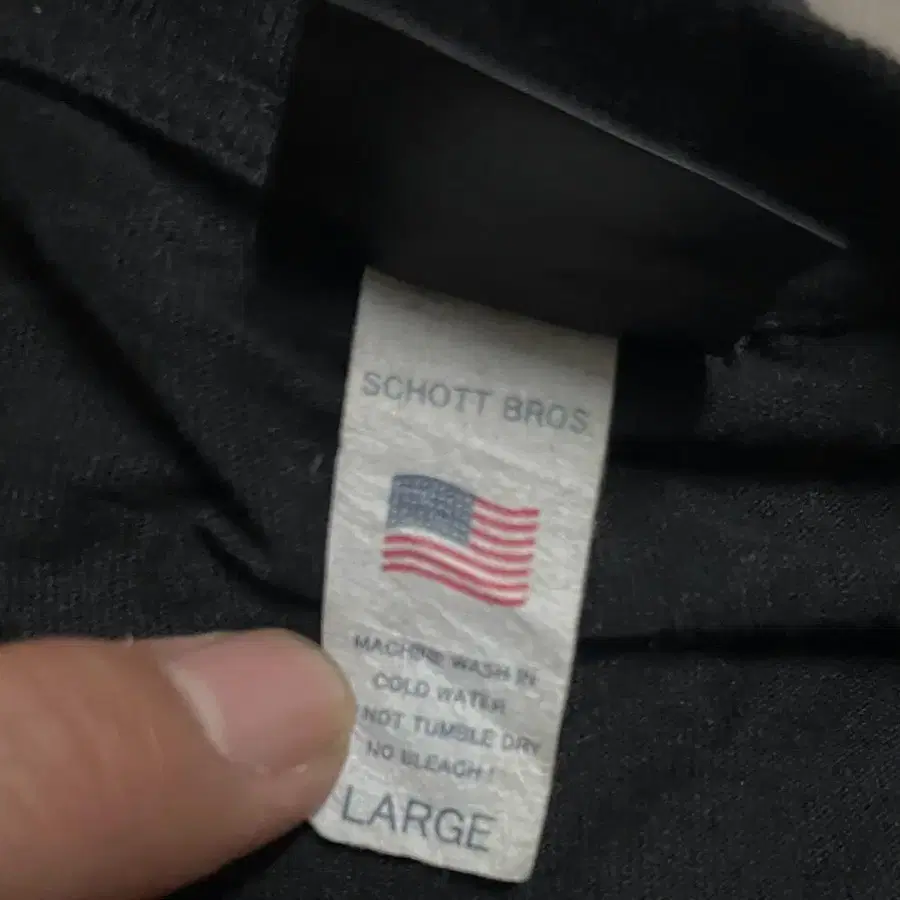 SCHOTT BROS
MACHINE WASH IN
COLD WATER
NOT TUMBLE DRY
NO BLEACH !
LARGE